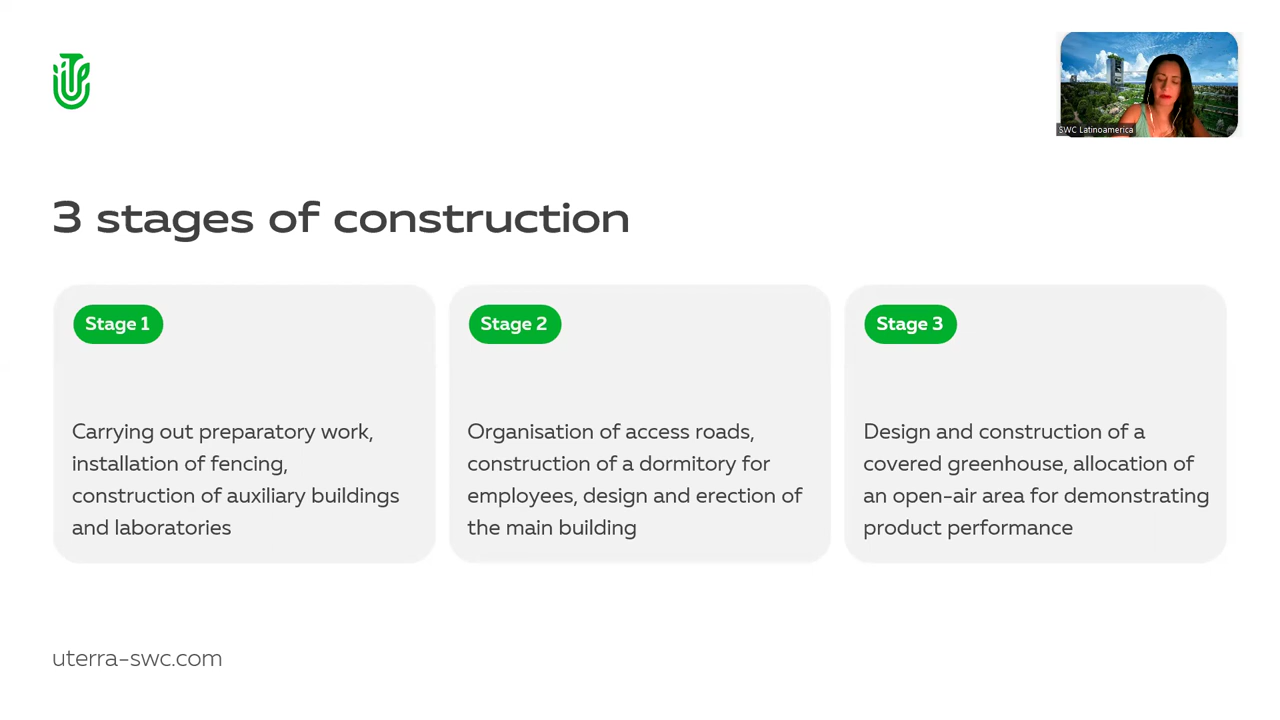 SWC Latinoamerica
3 stages of construction
Stage 1
Carrying out preparatory work,
installation of fencing,
construction of auxiliary buildings
and laboratories
Stage 2
Organisation of access roads,
construction of a dormitory for
employees, design and erection of
the main building
Stage 3
Design and construction of a
covered greenhouse, allocation of
an open-air area for demonstrating
product performance
uterra-swc.com